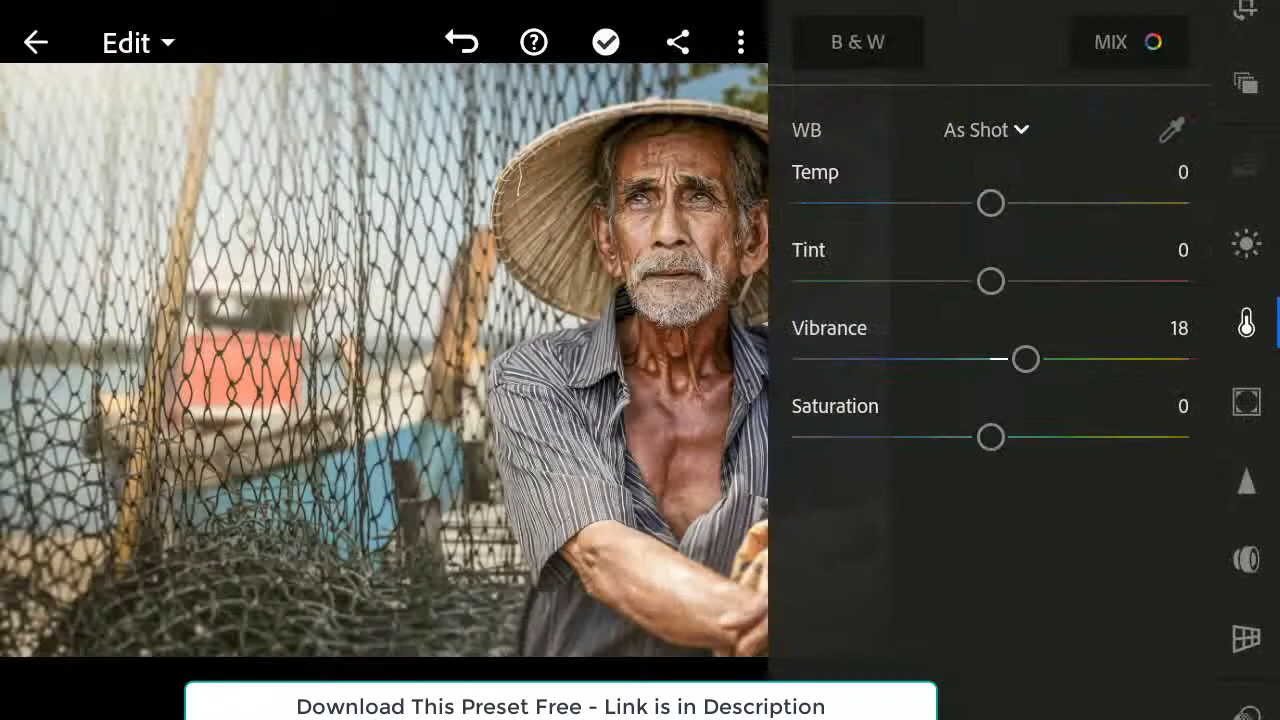 Edit
B & W
MIX
WB
As Shot
Temp
0
Tint
0
Vibrance
18
Saturation
0
Download This Preset Free - Link is in Description